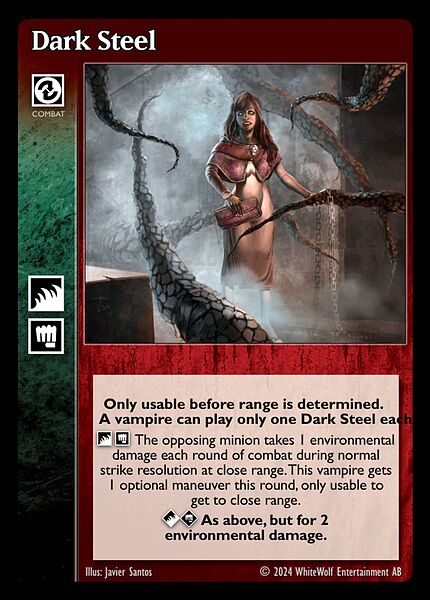 Dark Steel
COMBAT
Only usable before range is determined.
A vampire can play only one Dark Steel each
The opposing minion takes 1 environmental
damage each round of combat during normal
strike resolution at close range. This vampire gets
1 optional maneuver this round, only usable to
get to close range.
As above, but for 2
environmental damage.
Illus: Javier Santos
© 2024 WhiteWolf Entertainment AB